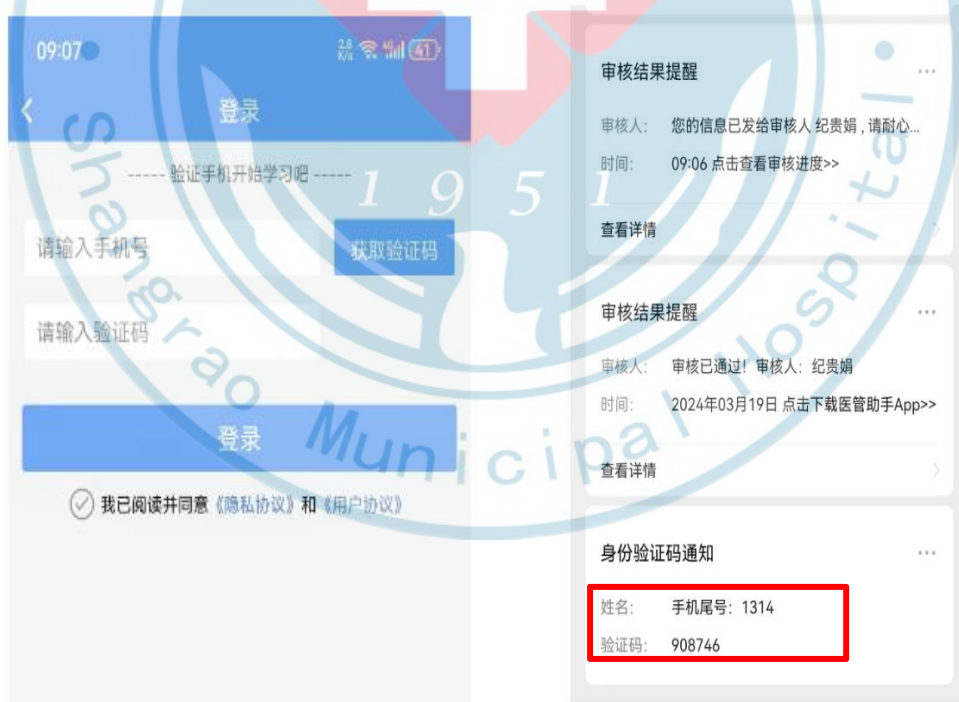 09:07
2.8 K/s 4G 41
登录
----- 验证手机开始学习吧 -----
请输入手机号
获取验证码
请输入验证码
登录
我已阅读并同意《隐私协议》和《用户协议》
审核结果提醒
审核人: 您的信息已发给审核人 纪贵娟 , 请耐心...
时间: 09:06 点击查看审核进度>>
查看详情
审核结果提醒
审核人: 审核已通过！审核人：纪贵娟
时间: 2024年03月19日 点击下载医管助手App>>
查看详情
身份验证码通知
姓名: 手机尾号：1314
验证码: 908746
1951
Shangrao Municipal Hospital